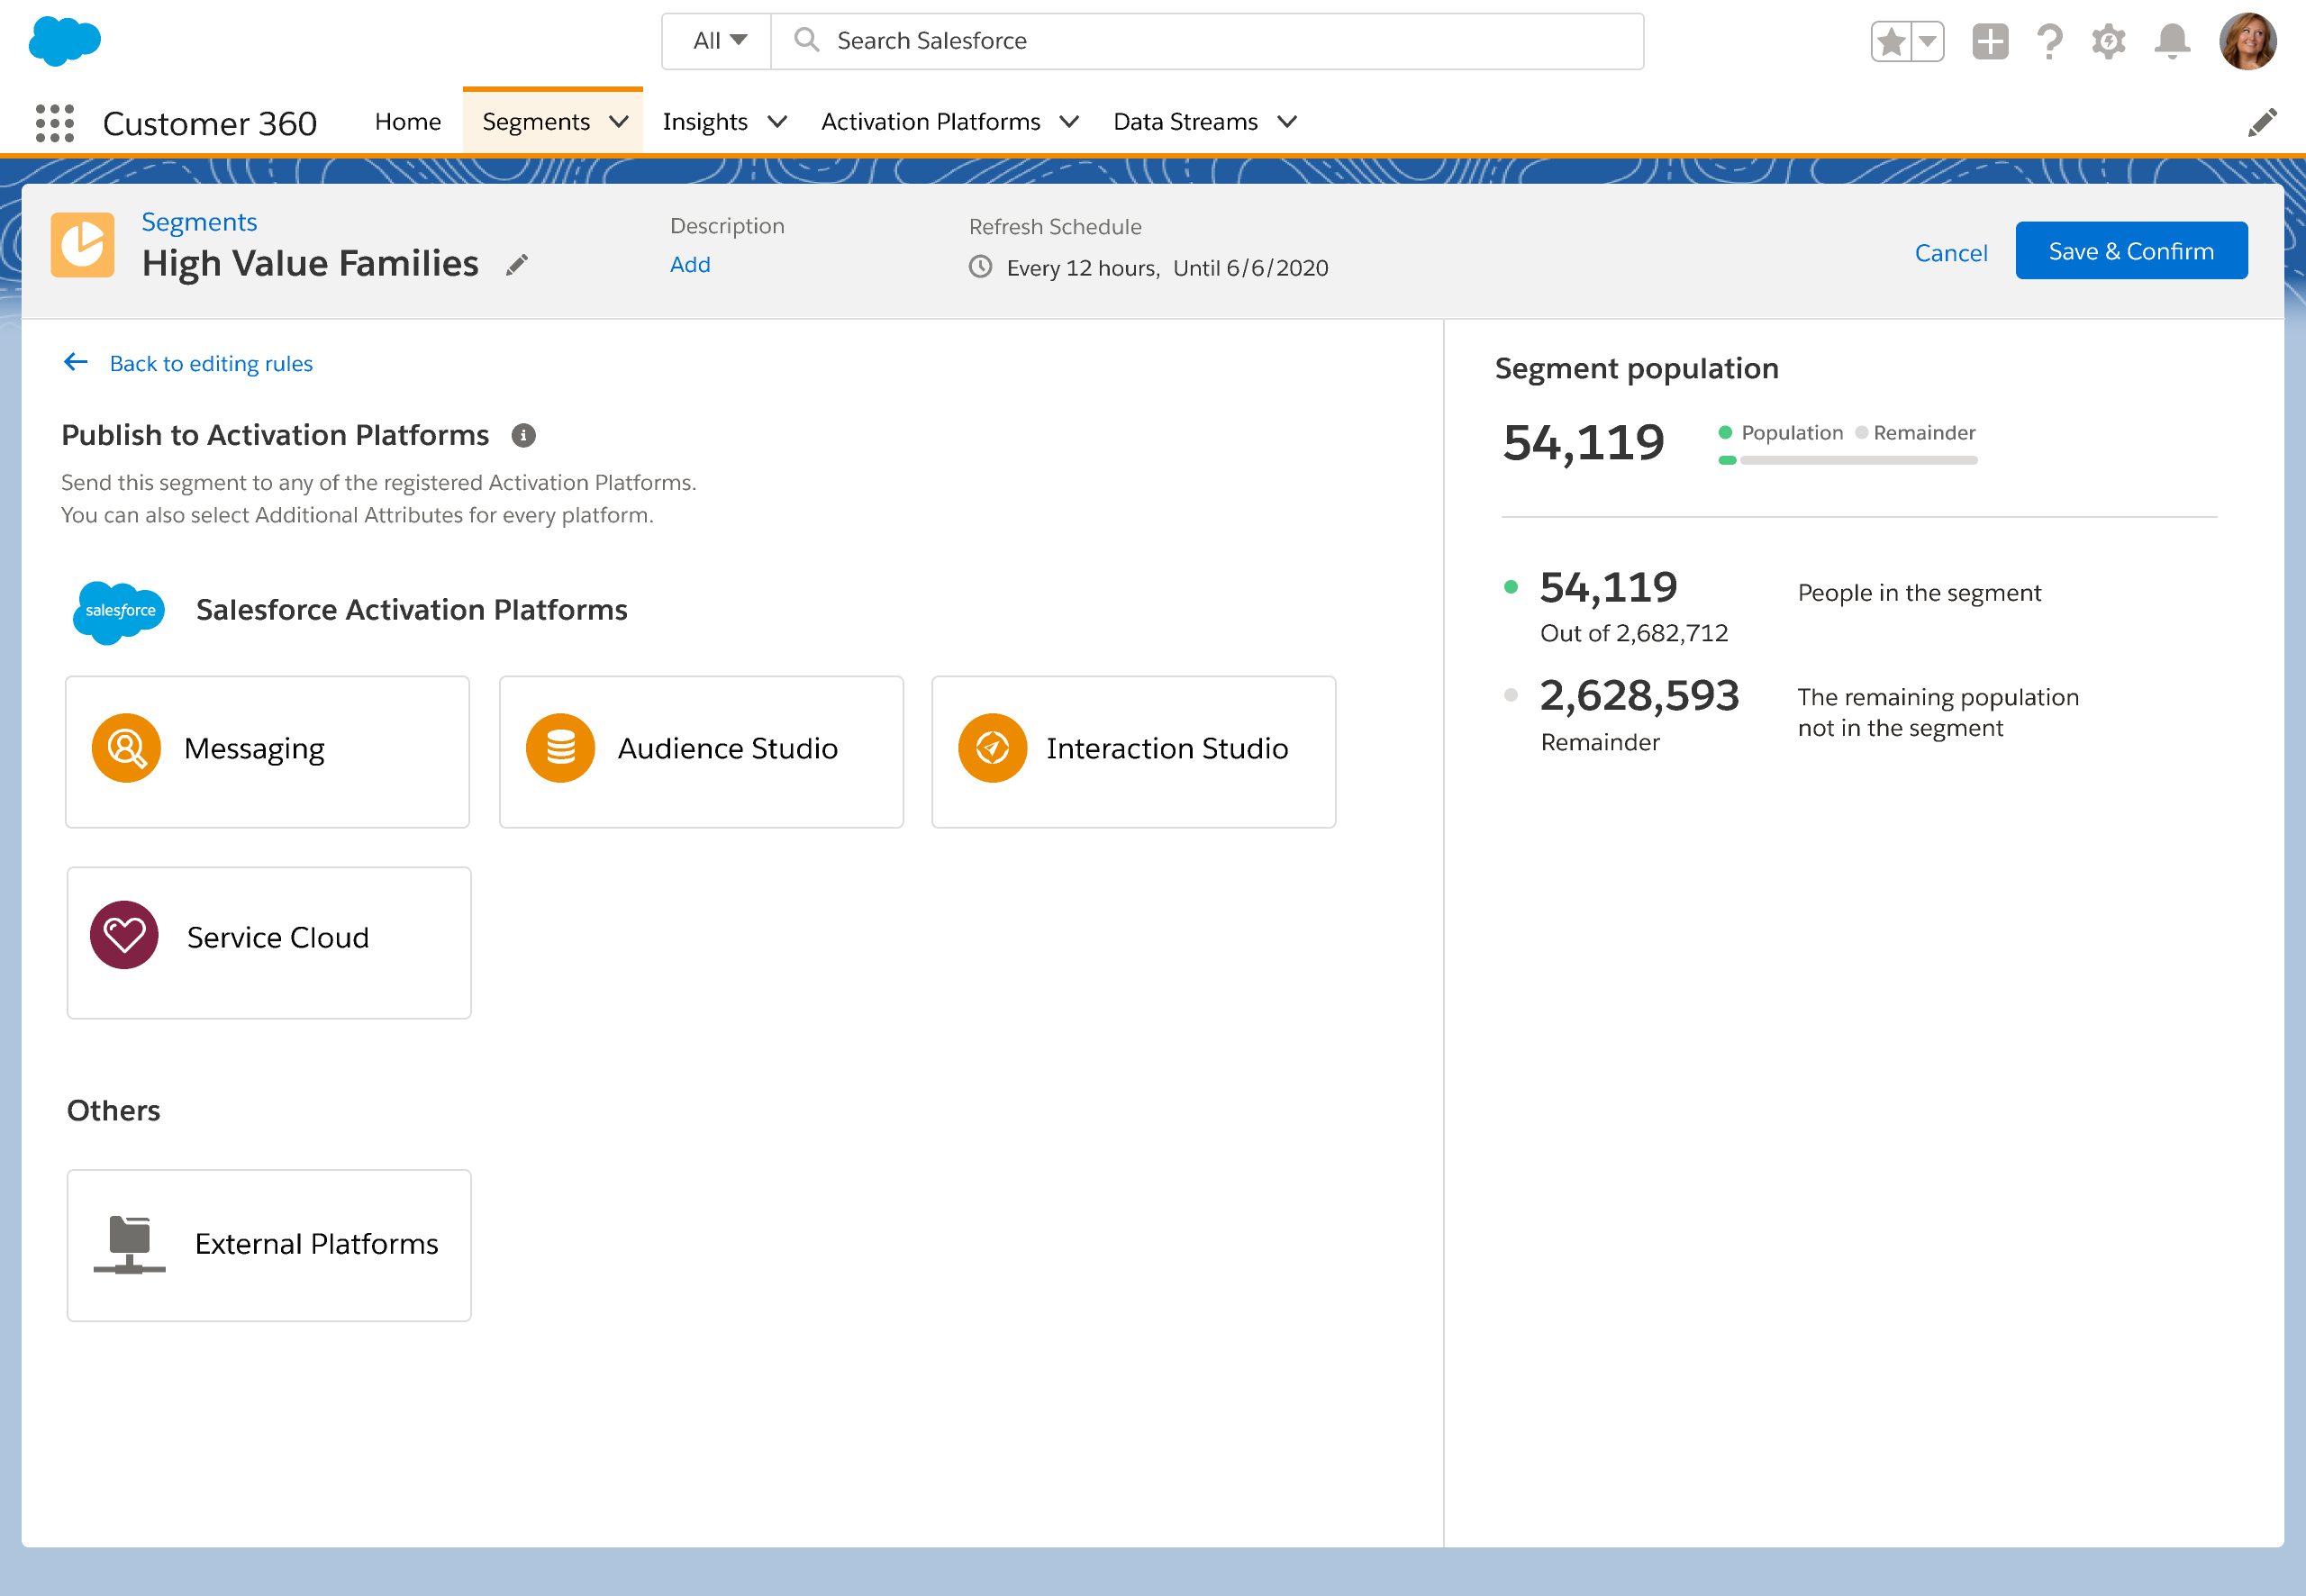 All
Search Salesforce
Customer 360
Home
Segments
Insights
Activation Platforms
Data Streams
Segments
High Value Families
Description
Add
Refresh Schedule
Every 12 hours, Until 6/6/2020
Cancel
Save & Confirm
Back to editing rules
Publish to Activation Platforms
Send this segment to any of the registered Activation Platforms.
You can also select Additional Attributes for every platform.
salesforce
Salesforce Activation Platforms
Messaging
Audience Studio
Interaction Studio
Service Cloud
Others
External Platforms
Segment population
54,119
Population
Remainder
54,119
Out of 2,682,712
People in the segment
2,628,593
Remainder
The remaining population
not in the segment